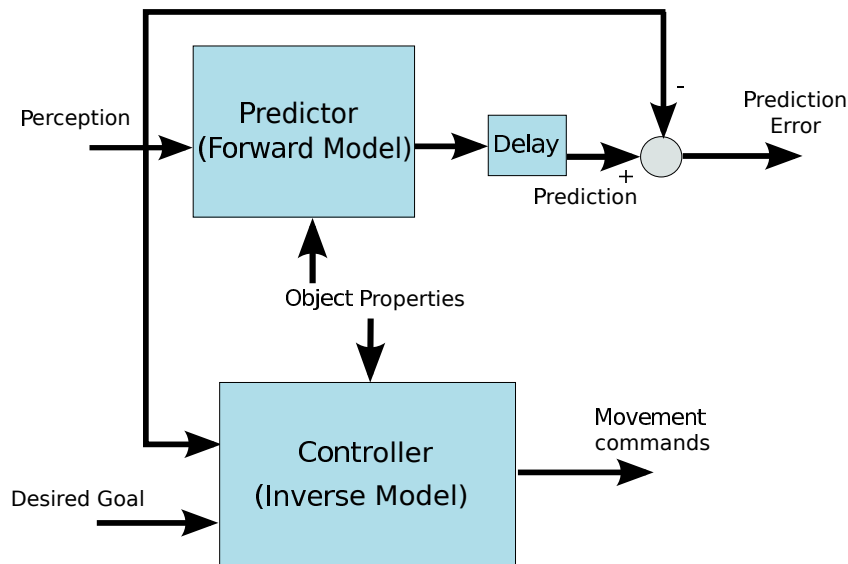 Perception
Predictor
(Forward Model)
Delay
-
+
Prediction
Prediction
Error
Object Properties
Controller
(Inverse Model)
Desired Goal
Movement
commands